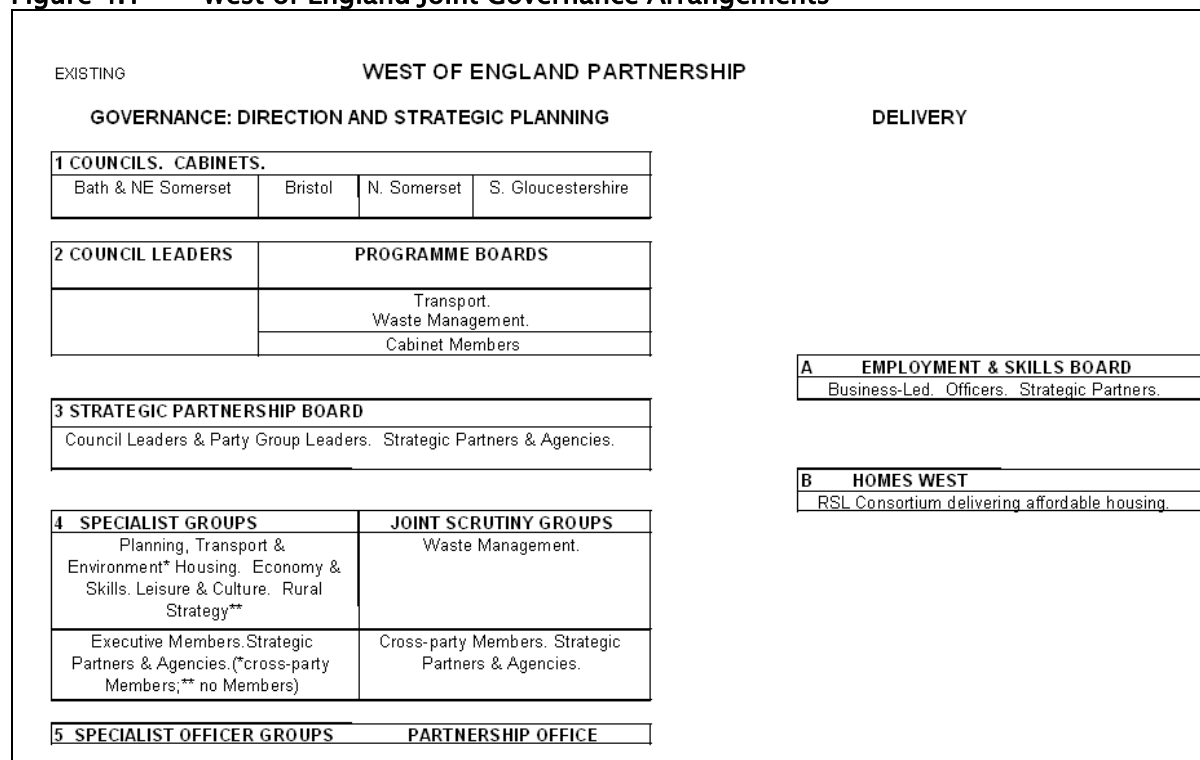 Figure 4.1 West of England Joint Governance Arrangements
EXISTING WEST OF ENGLAND PARTNERSHIP
GOVERNANCE: DIRECTION AND STRATEGIC PLANNING DELIVERY
1 COUNCILS. CABINETS.
Bath & NE Somerset Bristol N. Somerset S. Gloucestershire
2 COUNCIL LEADERS PROGRAMME BOARDS
Transport.
Waste Management.
Cabinet Members
A EMPLOYMENT & SKILLS BOARD
Business-Led. Officers. Strategic Partners.
3 STRATEGIC PARTNERSHIP BOARD
Council Leaders & Party Group Leaders. Strategic Partners & Agencies.
B HOMES WEST
RSL Consortium delivering affordable housing.
4 SPECIALIST GROUPS JOINT SCRUTINY GROUPS
Planning, Transport &
Environment* Housing. Economy &
Skills. Leisure & Culture. Rural
Strategy**
Waste Management.
Executive Members.Strategic
Partners & Agencies.(*cross-party
Members;** no Members)
Cross-party Members. Strategic
Partners & Agencies.
5 SPECIALIST OFFICER GROUPS PARTNERSHIP OFFICE